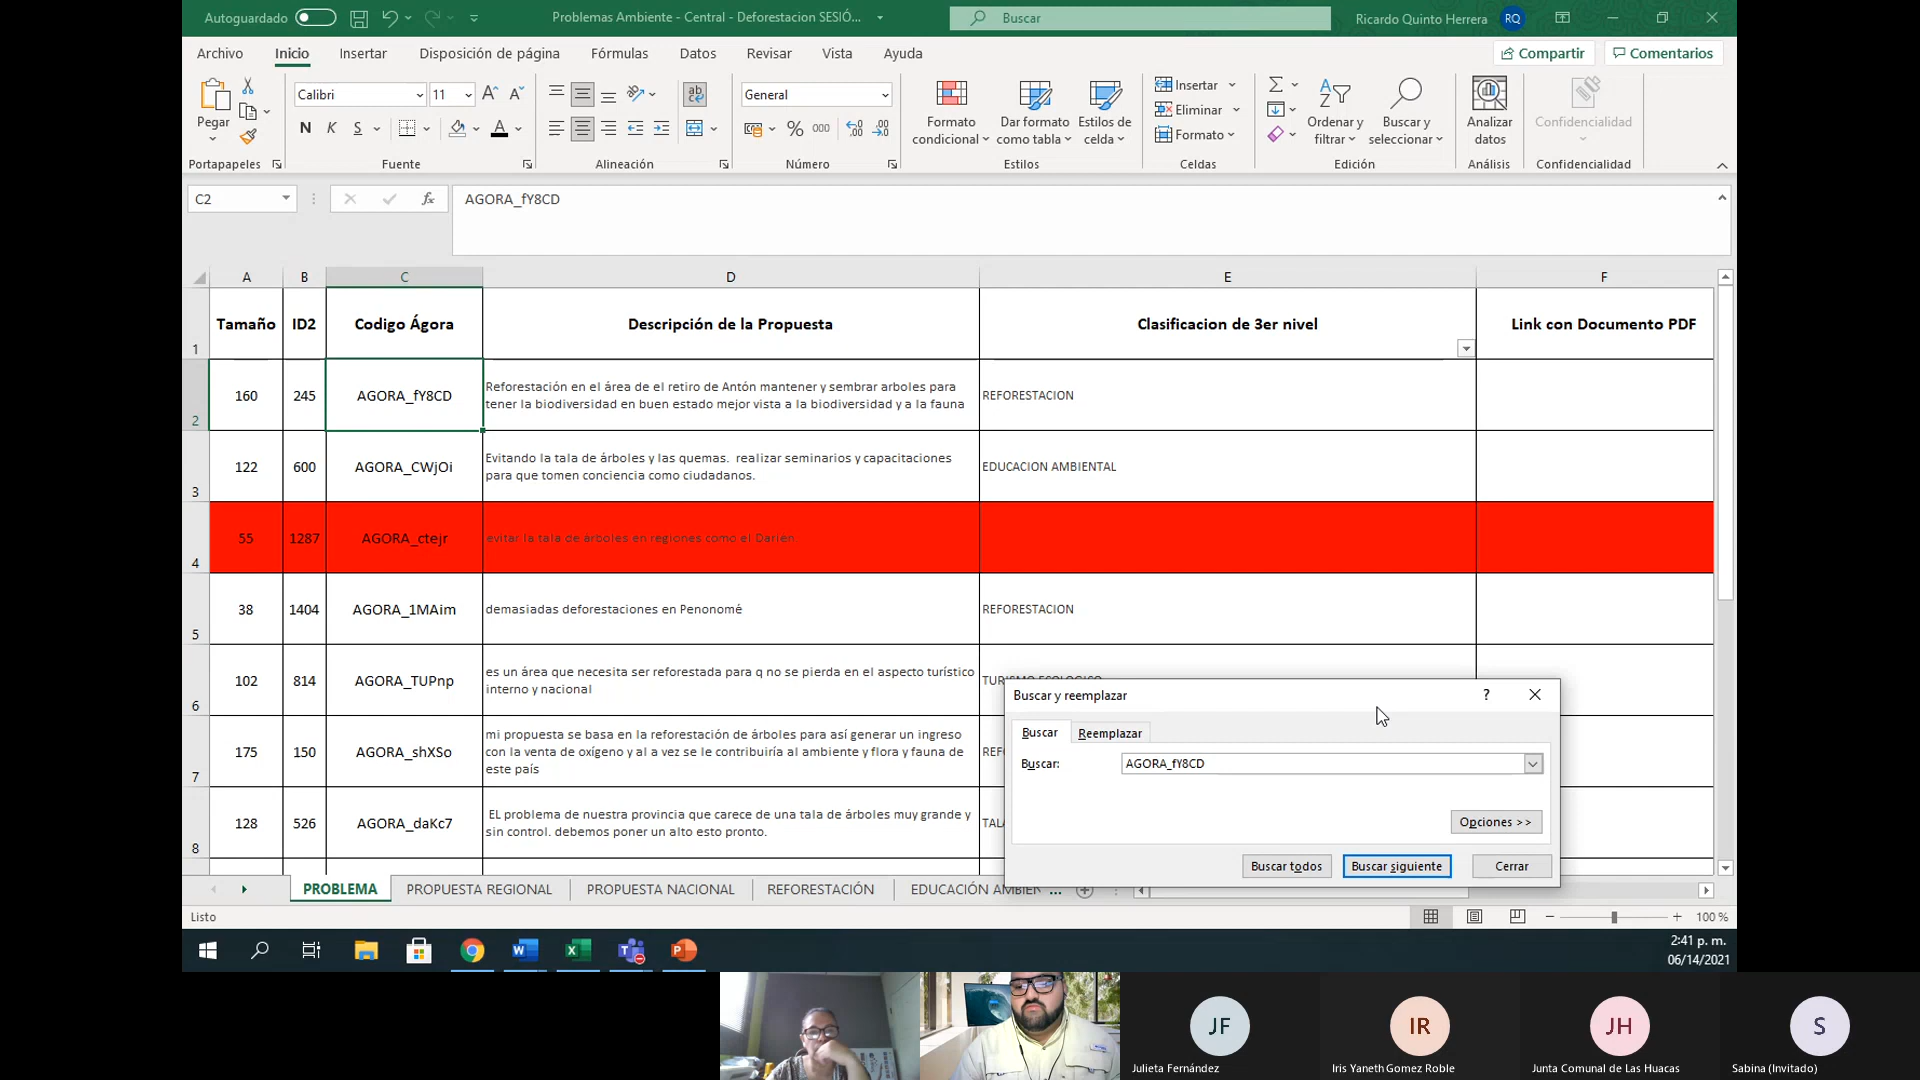 Autoguardado
Problemas Ambiente - Central - Deforestacion SESIÓ...
Buscar
Ricardo Quinto Herrera
RQ
Archivo
Inicio
Insertar
Disposición de página
Fórmulas
Datos
Revisar
Vista
Ayuda
Compartir
Comentarios
Pegar
Calibri
11
N K S
ab
General
% 000
Formato condicional
Dar formato como tabla
Estilos de celda
Insertar
Eliminar
Formato
Ordenar y filtrar
Buscar y seleccionar
Analizar datos
Confidencialidad
Portapapeles
Fuente
Alineación
Número
Estilos
Celdas
Edición
Análisis
Confidencialidad
C2
fx
AGORA_fY8CD
A B C D E F
1
Tamaño
ID2
Codigo Ágora
Descripción de la Propuesta
Clasificacion de 3er nivel
Link con Documento PDF
2
160
245
AGORA_fY8CD
Reforestación en el área de el retiro de Antón mantener y sembrar arboles para
tener la biodiversidad en buen estado mejor vista a la biodiversidad y a la fauna
REFORESTACION
3
122
600
AGORA_CWjOi
Evitando la tala de árboles y las quemas.  realizar seminarios y capacitaciones
para que tomen conciencia como ciudadanos.
EDUCACION AMBIENTAL
4
55
1287
AGORA_ctejr
evitar la tala de arboles en regiones como el Darien
5
38
1404
AGORA_1MAim
demasiadas deforestaciones en Penonomé
REFORESTACION
6
102
814
AGORA_TUPnp
es un área que necesita ser reforestada para q no se pierda en el aspecto turístico
interno y nacional
7
175
150
AGORA_shXSo
mi propuesta se basa en la reforestación de árboles para así generar un ingreso
con la venta de oxígeno y al a vez se le contribuiría al ambiente y flora y fauna de
este país
8
128
526
AGORA_daKc7
EL problema de nuestra provincia que carece de una tala de árboles muy grande y
sin control. debemos poner un alto esto pronto.
Buscar y reemplazar
?
Buscar
Reemplazar
Buscar:
AGORA_fY8CD
Opciones >>
Buscar todos
Buscar siguiente
Cerrar
PROBLEMA
PROPUESTA REGIONAL
PROPUESTA NACIONAL
REFORESTACIÓN
EDUCACIÓN AMBIEN ...
Listo
100 %
2:41 p. m.
06/14/2021
JF
Julieta Fernández
IR
Iris Yaneth Gomez Roble
JH
Junta Comunal de Las Huacas
S
Sabina (Invitado)